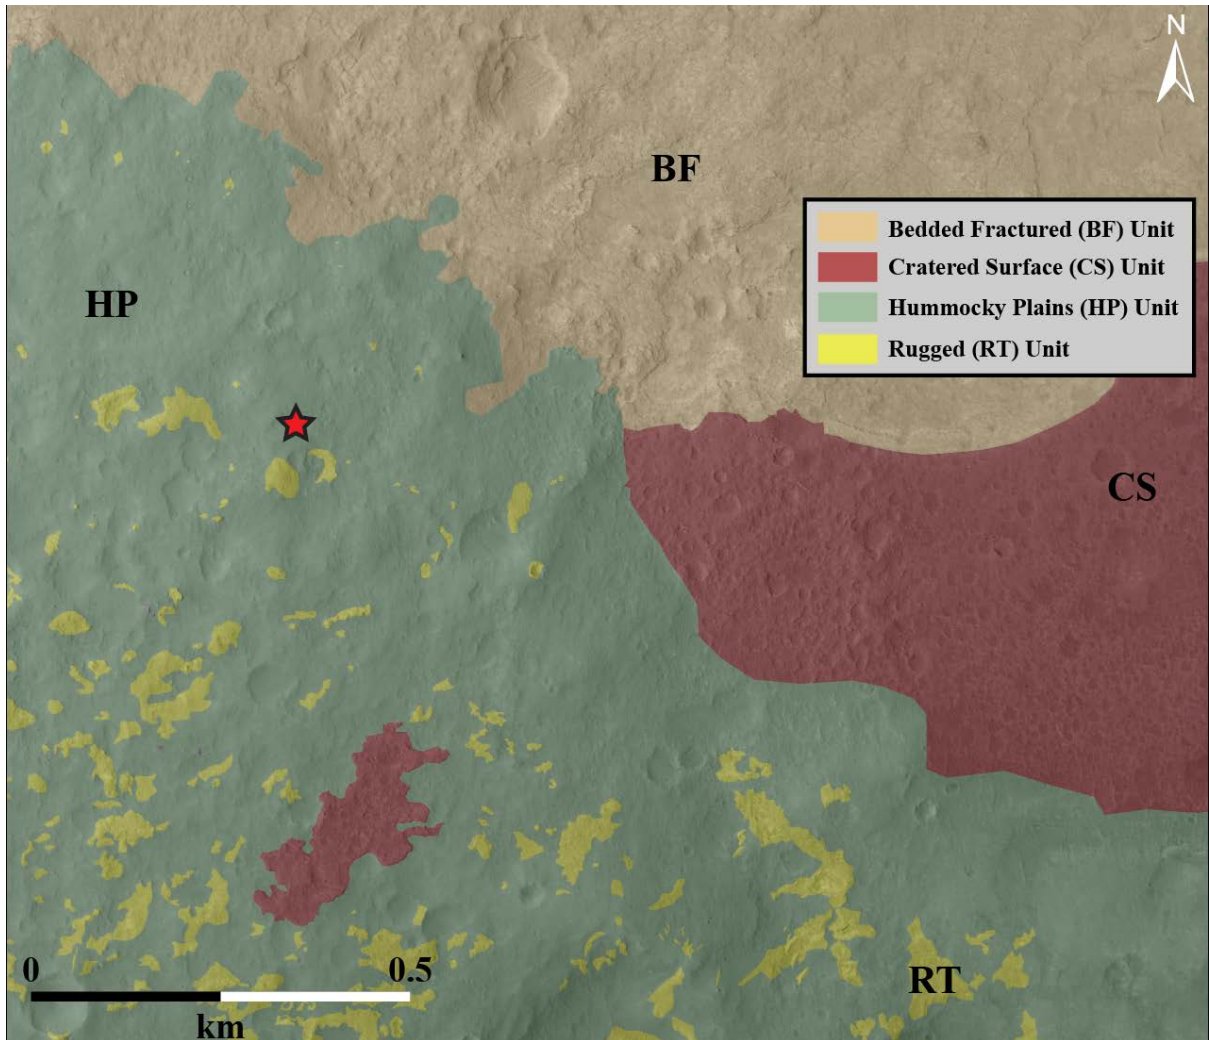 N
BF
Bedded Fractured (BF) Unit
Cratered Surface (CS) Unit
Hummocky Plains (HP) Unit
Rugged (RT) Unit
HP
CS
RT
0 0.5
km